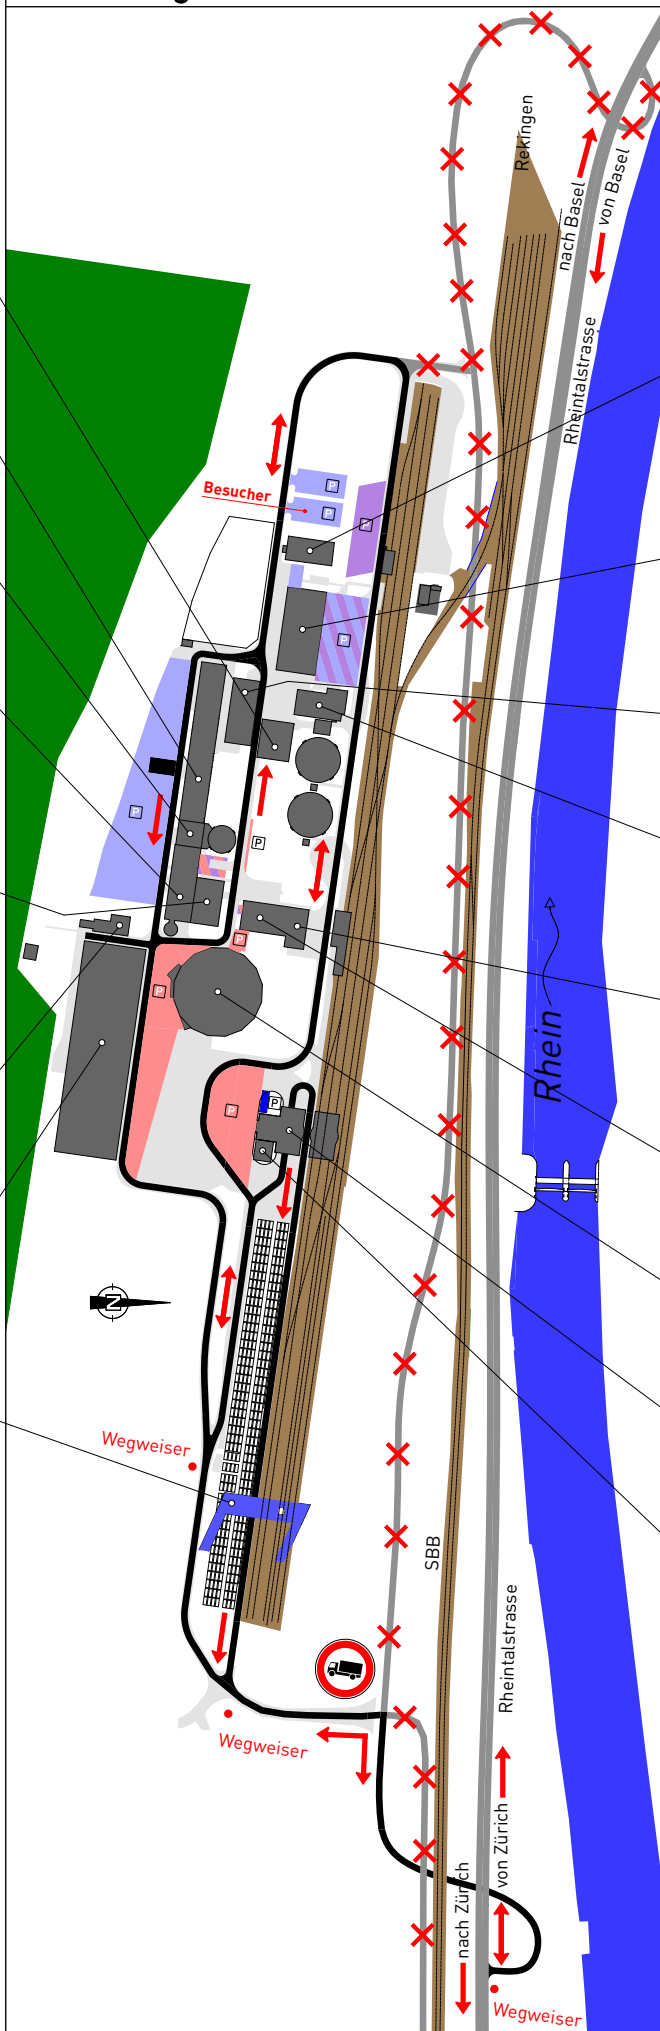 Rekingen
nach Basel
von Basel
Rheintalstrasse
P
Besucher
P
P
P
P
P
P
P
Rhein
P
P
N
Wegweiser
SBB
Rheintalstrasse
Wegweiser
von Zürich
nach Zürich
Wegweiser